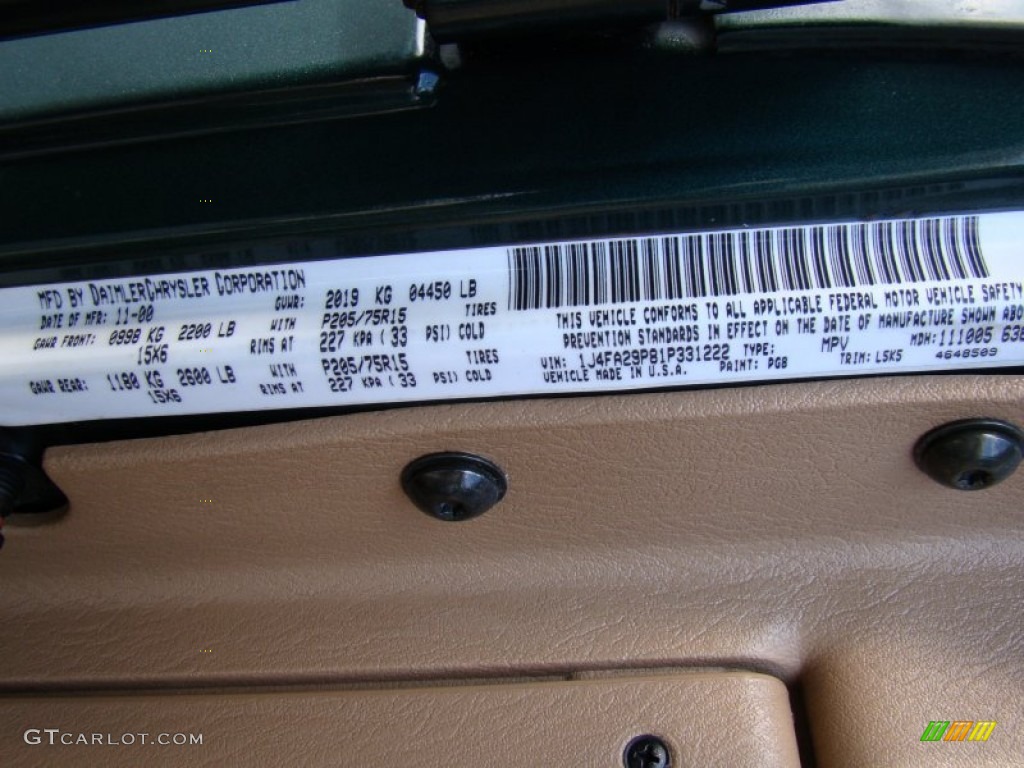 MFD BY DAIMLERCHRYSLER CORPORATION
DATE OF MFR: 11-00 GVWR: 2019 KG 04450 LB
GAWR FRONT: 0998 KG 2200 LB WITH P205/75R15 TIRES
15X6 RIMS AT 227 KPA ( 33 PSI) COLD
GAWR REAR: 1180 KG 2600 LB WITH P205/75R15 TIRES
15X6 RIMS AT 227 KPA ( 33 PSI) COLD
THIS VEHICLE CONFORMS TO ALL APPLICABLE FEDERAL MOTOR VEHICLE SAFETY
PREVENTION STANDARDS IN EFFECT ON THE DATE OF MANUFACTURE SHOWN ABO
VIN: 1J4FA29P81P331222 TYPE: MPV MDH: 111005
VEHICLE MADE IN U.S.A. PAINT: PGB TRIM: L5K5 4648509
GTCARLOT.COM